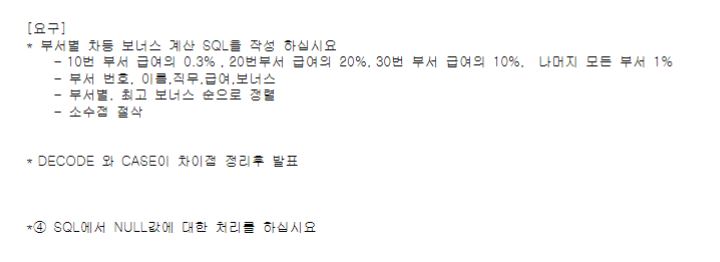 [요구]
* 부서별 차등 보너스 계산 SQL을 작성 하십시요
- 10번 부서 급여의 0.3% , 20번부서 급여의 20%, 30번 부서 급여의 10%, 나머지 모든 부서 1%
- 부서 번호, 이름,직무,급여,보너스
- 부서별, 최고 보너스 순으로 정렬
- 소수점 절삭
* DECODE 와 CASE이 차이점 정리후 발표
*④ SQL에서 NULL값에 대한 처리를 하십시요